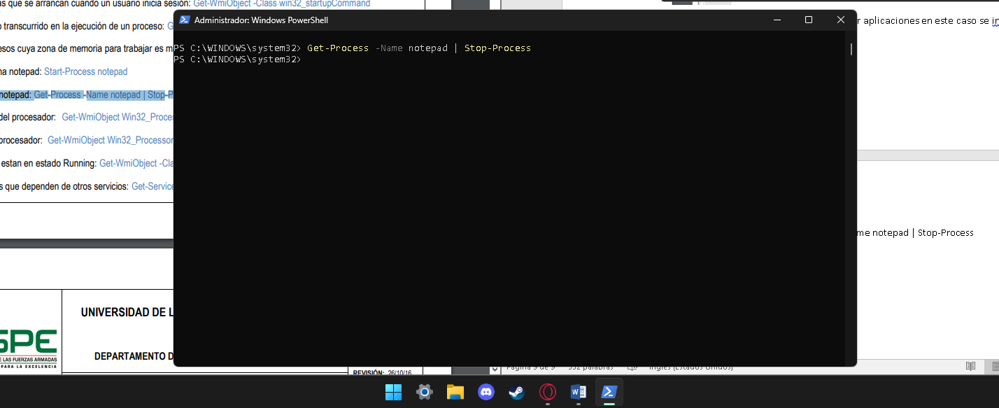 as que se arrancan cuando un usuario inicia sesión: Get-WmiObject -Class win32_startupCommand
o transcurrido en la ejecución de un proceso: G
esos cuya zona de memoria para trabajar es m
na notepad: Start-Process notepad
notepad: Get-Process -Name notepad | Stop-P
del procesador: Get-WmiObject Win32_Proces
procesador: Get-WmiObject Win32_Processor
estan en estado Running: Get-WmiObject -Cla
s que dependen de otros servicios: Get-Service
UNIVERSIDAD DE L
SPE
E LAS FUERZAS ARMADAS
PARA LA EXCELENCIA
DEPARTAMENTO D
REVISIÓN: 26/10/16
Administrador: Windows PowerShell
PS C:\WINDOWS\system32> Get-Process -Name notepad | Stop-Process
PS C:\WINDOWS\system32>
r aplicaciones en este caso se in
me notepad | Stop-Process
Página 9 de 9 552 palabras Inglés (Estados Unidos)